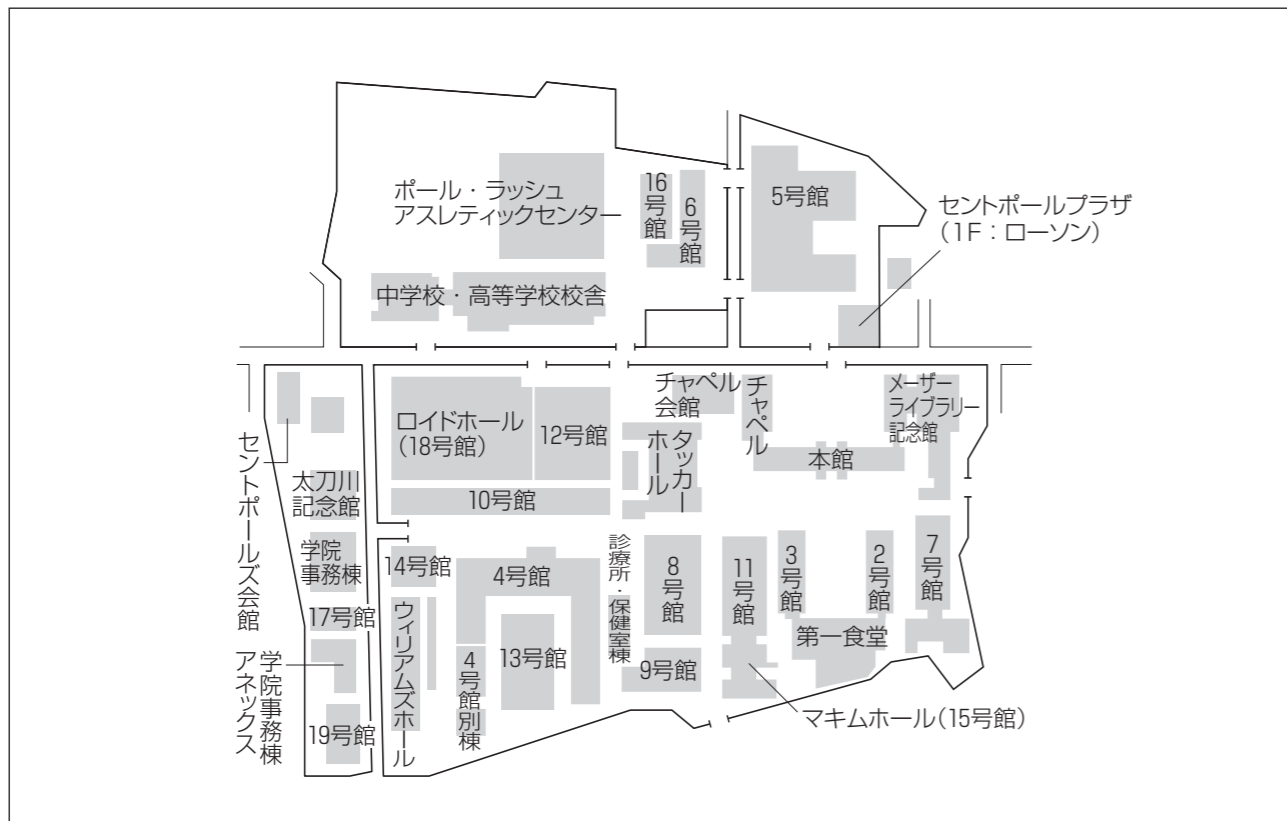 ポール・ラッシュ
アスレティックセンター
16号館
6号館
5号館
セントポールプラザ
(1F：ローソン)
中学校・高等学校校舎
セントポールズ会館
太刀川
記念館
学院
事務棟
17号館
学院事務棟
アネックス
19号館
ロイドホール
(18号館)
12号館
10号館
チャペル
会館
チャペル
タッカー
ホール
本館
メーザー
ライブラリー
記念館
14号館
ウィリアムズホール
4号館
4号館別棟
13号館
診療所・保健室棟
8号館
9号館
11号館
3号館
2号館
7号館
第一食堂
マキムホール(15号館)